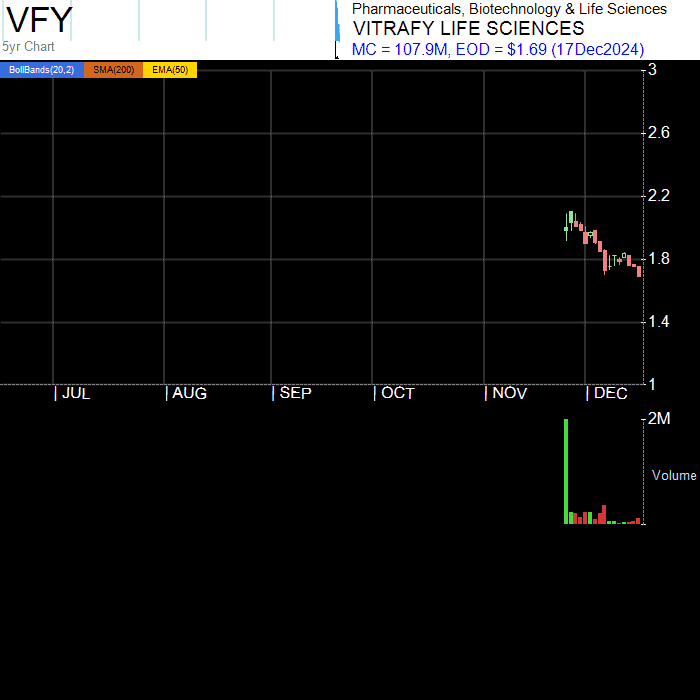 VFY
5yr Chart
Pharmaceuticals, Biotechnology & Life Sciences
VITRAFY LIFE SCIENCES
MC = 107.9M, EOD = $1.69 (17Dec2024)
BollBands(20,2) SMA(200) EMA(50)
3
2.6
2.2
1.8
1.4
1
| JUL | AUG | SEP | OCT | NOV | DEC
2M
Volume